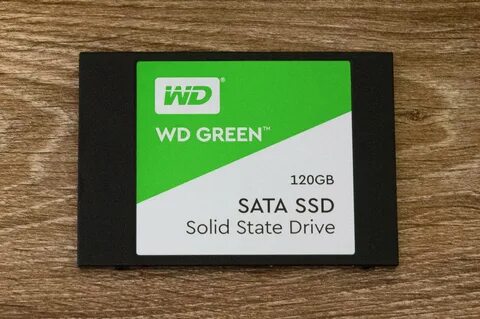 WD®
WD GREEN™
120GB
SATA SSD
Solid State Drive